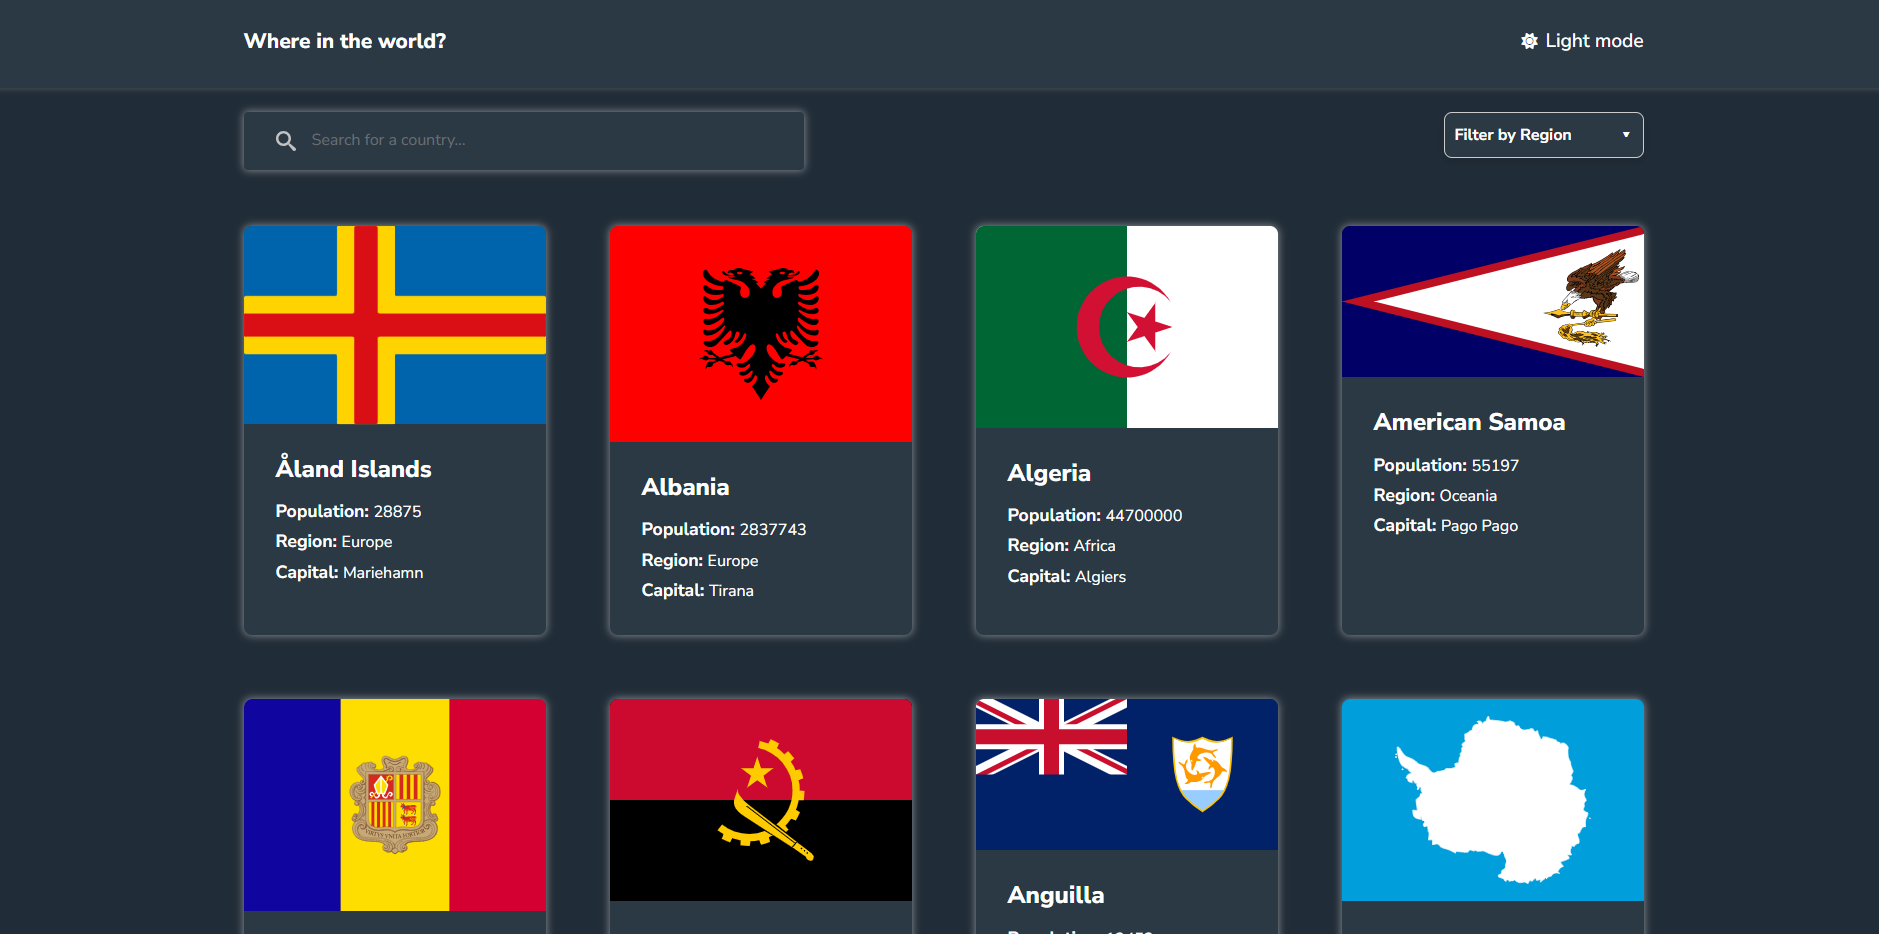 Where in the world?
Light mode
Search for a country...
Filter by Region
Åland Islands
Population: 28875
Region: Europe
Capital: Mariehamn
Albania
Population: 2837743
Region: Europe
Capital: Tirana
Algeria
Population: 44700000
Region: Africa
Capital: Algiers
American Samoa
Population: 55197
Region: Oceania
Capital: Pago Pago
Anguilla